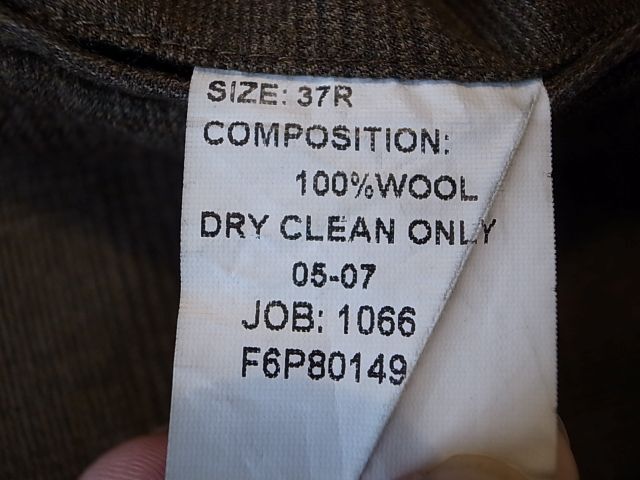 SIZE: 37R
COMPOSITION:
100%WOOL
DRY CLEAN ONLY
05-07
JOB: 1066
F6P80149